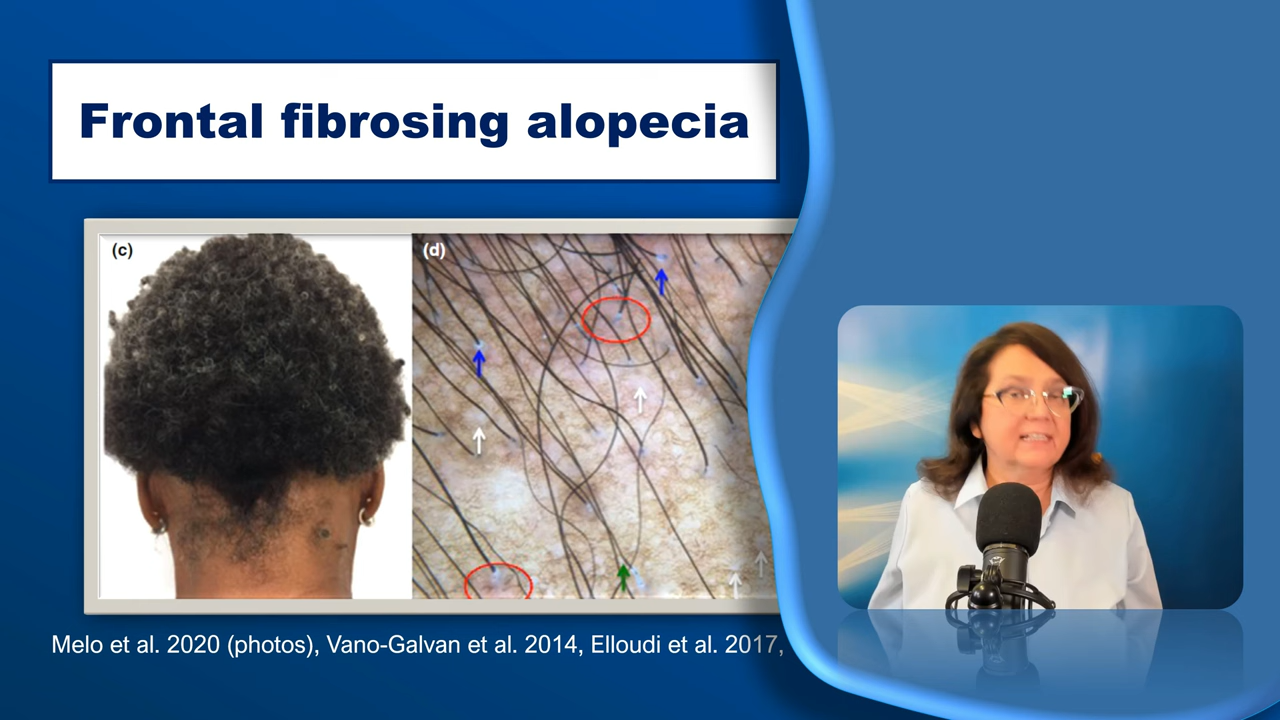 Frontal fibrosing alopecia
(c)
(d)
Melo et al. 2020 (photos), Vano-Galvan et al. 2014, Elloudi et al. 2017,